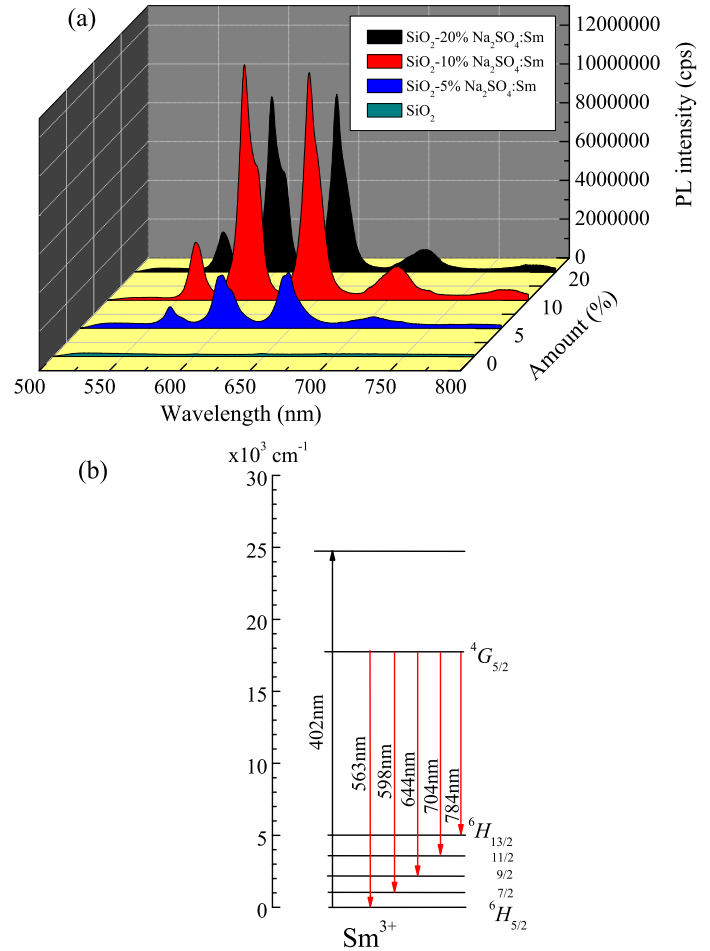 (a)
SiO₂-20% Na₂SO₄:Sm
SiO₂-10% Na₂SO₄:Sm
SiO₂-5% Na₂SO₄:Sm
SiO₂
12000000
10000000
8000000
6000000
4000000
2000000
0
PL intensity (cps)
20
10
5
0
Amount (%)
500 550 600 650 700 750 800
Wavelength (nm)
(b)
x10³ cm⁻¹
30
25
20
15
10
5
0
402nm
563nm
598nm
644nm
704nm
784nm
⁴G₅/₂
⁶H₁₃/₂
11/2
9/2
7/2
⁶H₅/₂
Sm³⁺